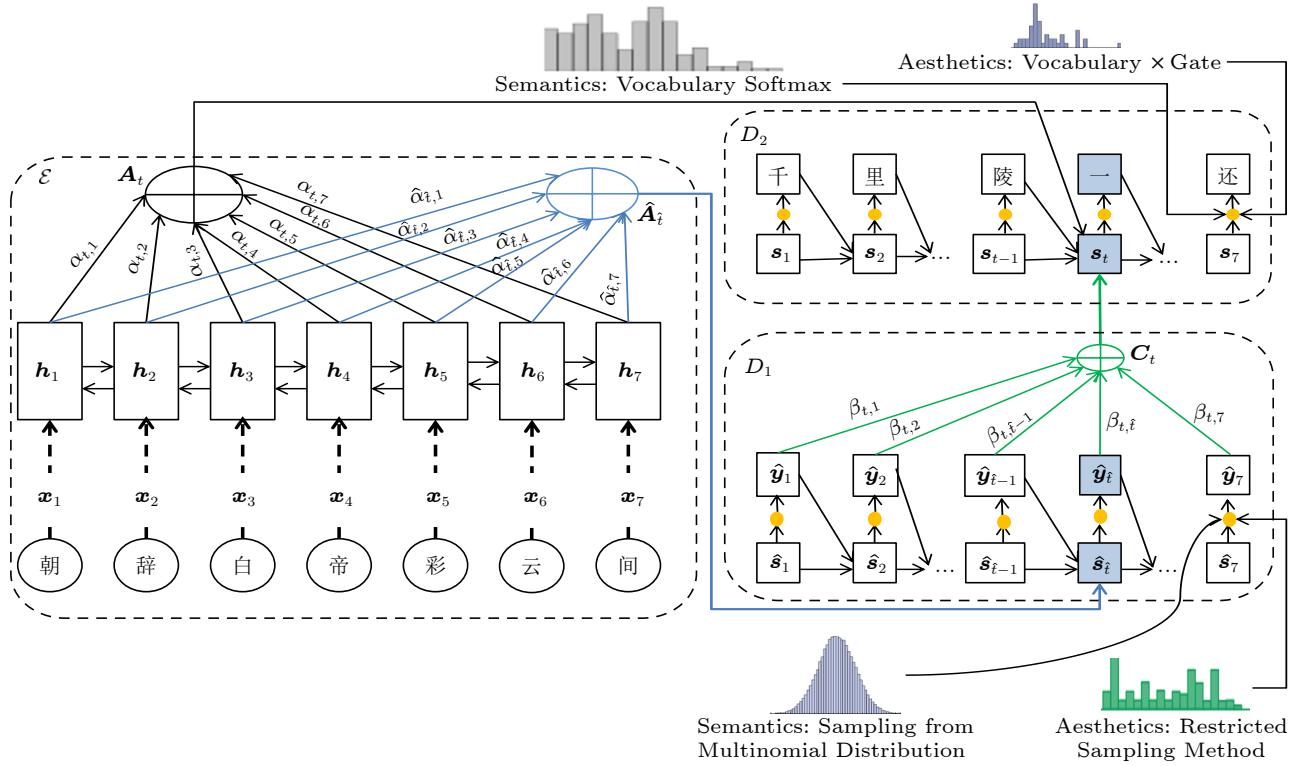 Semantics: Vocabulary Softmax
Aesthetics: Vocabulary × Gate
ℰ
A_t
α_{t,1}
α_{t,2}
α_{t,3}
α_{t,4}
α_{t,5}
α_{t,6}
α_{t,7}
Â_{t̂}
α̂_{t̂,1}
α̂_{t̂,2}
α̂_{t̂,3}
α̂_{t̂,4}
α̂_{t̂,5}
α̂_{t̂,6}
α̂_{t̂,7}
h_1 h_2 h_3 h_4 h_5 h_6 h_7
x_1 x_2 x_3 x_4 x_5 x_6 x_7
朝 辞 白 帝 彩 云 间
D_2
千 里 陵 一 还
s_1 s_2 ... s_{t−1} s_t ... s_7
D_1
C_t
β_{t,1} β_{t,2} β_{t,t̂−1} β_{t,t̂} β_{t,7}
ŷ_1 ŷ_2 ŷ_{t̂−1} ŷ_{t̂} ŷ_7
ŝ_1 ŝ_2 ... ŝ_{t̂−1} ŝ_{t̂} ... ŝ_7
Semantics: Sampling from
Multinomial Distribution
Aesthetics: Restricted
Sampling Method